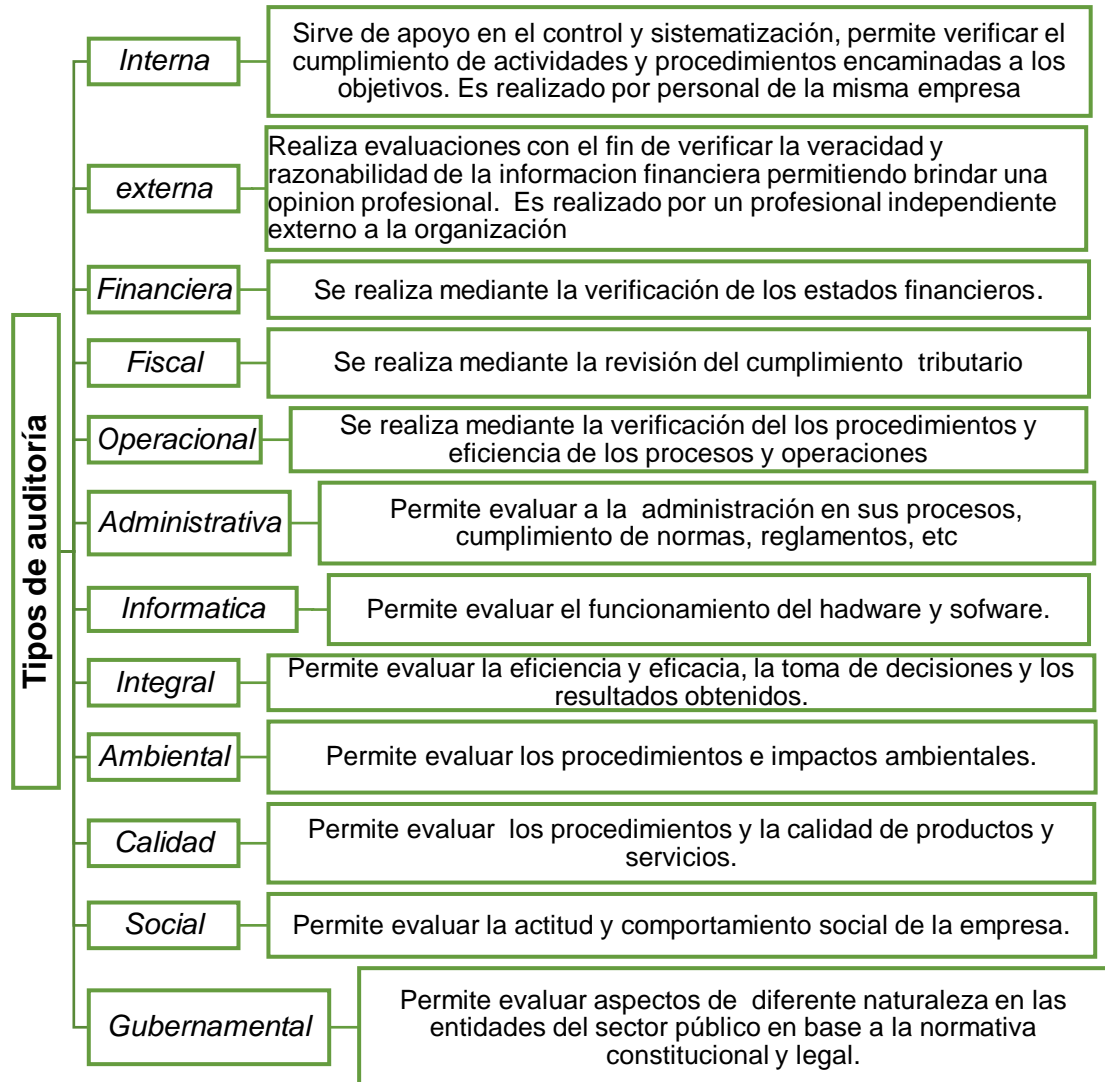 Tipos de auditoría
Interna
Sirve de apoyo en el control y sistematización, permite verificar el
cumplimiento de actividades y procedimientos encaminadas a los
objetivos. Es realizado por personal de la misma empresa
externa
Realiza evaluaciones con el fin de verificar la veracidad y
razonabilidad de la informacion financiera permitiendo brindar una
opinion profesional. Es realizado por un profesional independiente
externo a la organización
Financiera
Se realiza mediante la verificación de los estados financieros.
Fiscal
Se realiza mediante la revisión del cumplimiento tributario
Operacional
Se realiza mediante la verificación del los procedimientos y
eficiencia de los procesos y operaciones
Administrativa
Permite evaluar a la administración en sus procesos,
cumplimiento de normas, reglamentos, etc
Informatica
Permite evaluar el funcionamiento del hadware y sofware.
Integral
Permite evaluar la eficiencia y eficacia, la toma de decisiones y los
resultados obtenidos.
Ambiental
Permite evaluar los procedimientos e impactos ambientales.
Calidad
Permite evaluar los procedimientos y la calidad de productos y
servicios.
Social
Permite evaluar la actitud y comportamiento social de la empresa.
Gubernamental
Permite evaluar aspectos de diferente naturaleza en las
entidades del sector público en base a la normativa
constitucional y legal.